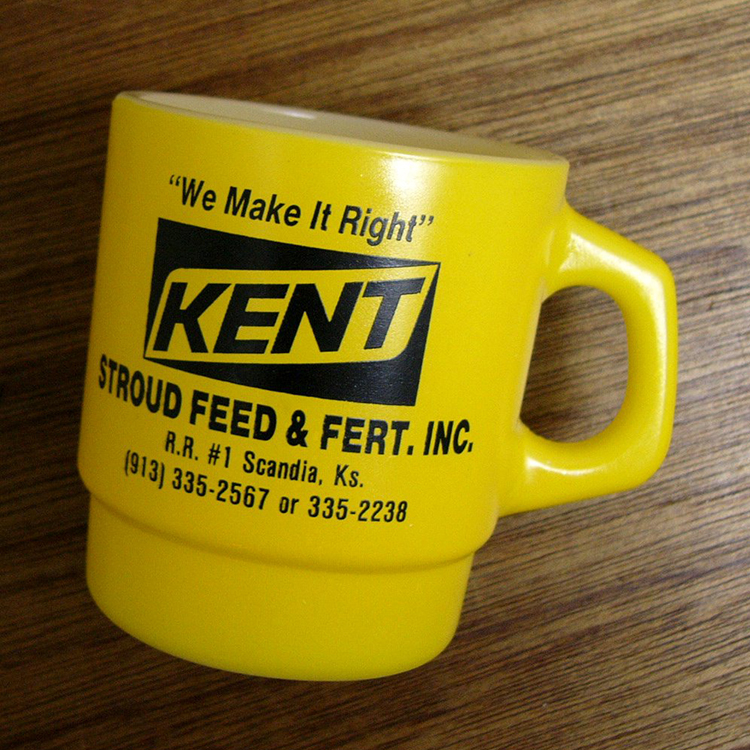 “We Make It Right”
KENT
STROUD FEED & FERT. INC.
R.R. #1 Scandia, Ks.
(913) 335-2567 or 335-2238